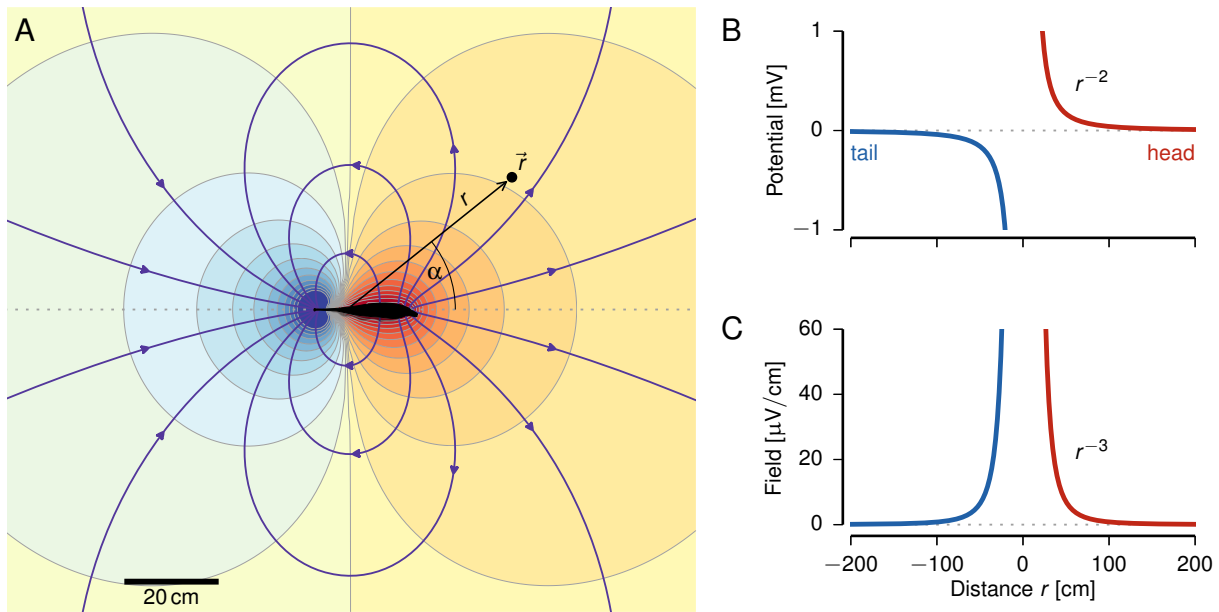 A
r⃗
r
α
20 cm
B
Potential [mV]
1
0
−1
r⁻²
tail
head
C
Field [μV/cm]
60
40
20
0
r⁻³
−200
−100
0
100
200
Distance r [cm]